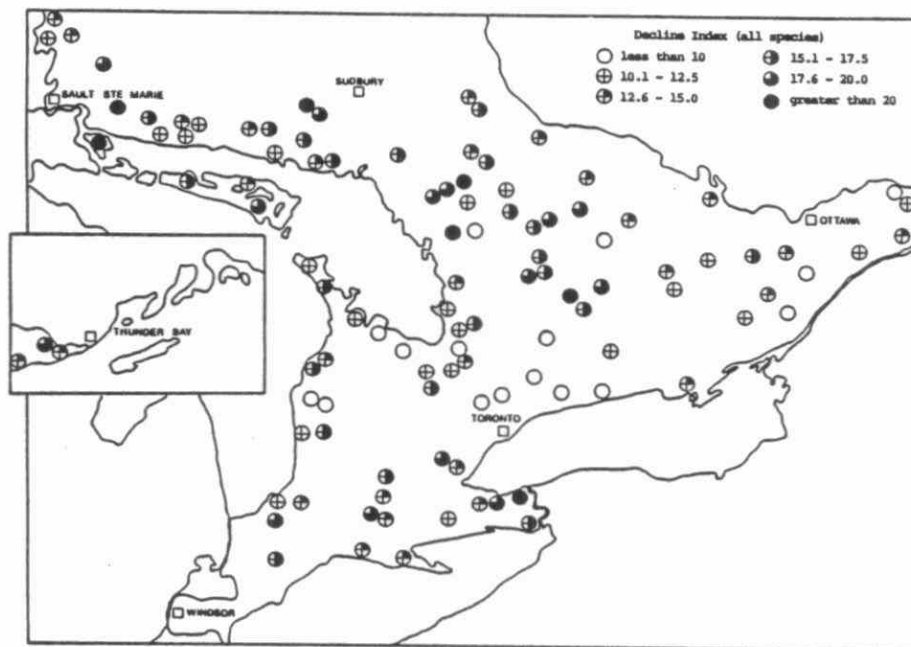 Decline Index (all species)
less than 10
10.1 - 12.5
12.6 - 15.0
15.1 - 17.5
17.6 - 20.0
greater than 20
SUDBURY
SAULT STE MARIE
OTTAWA
THUNDER BAY
TORONTO
WINDSOR